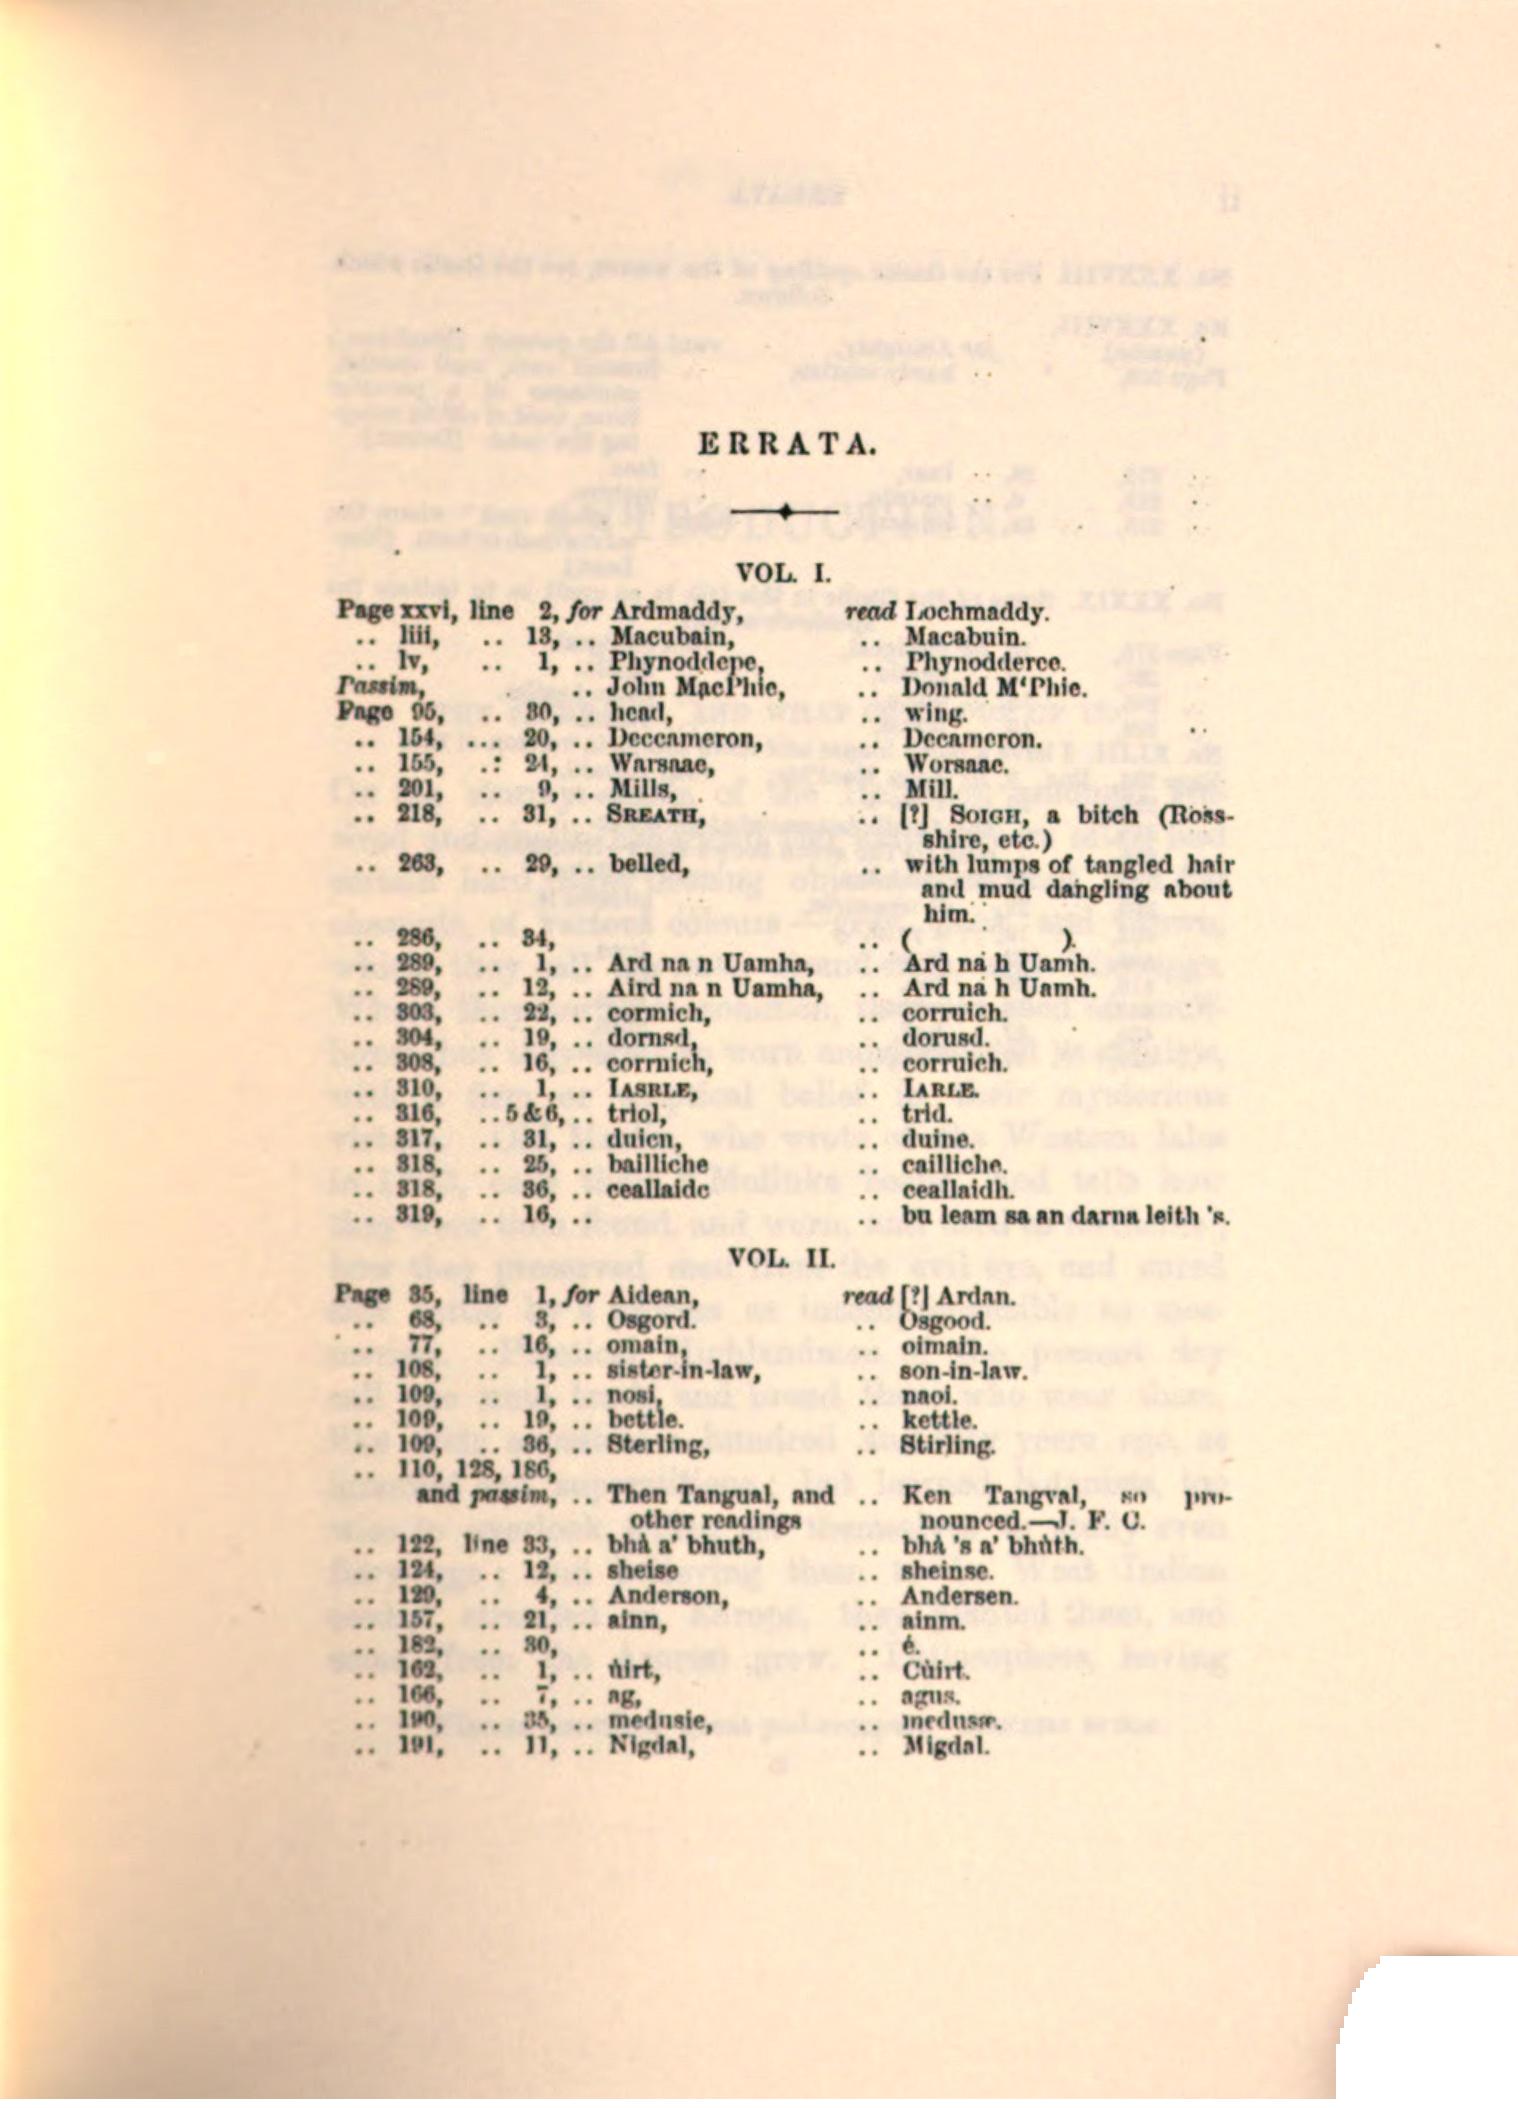 ERRATA.
VOL. I.
Page xxvi, line 2, for Ardmaddy, read Lochmaddy.
.. liii, .. 13, .. Macubain, .. Macabuin.
.. lv, .. 1, .. Phynoddepe, .. Phynodderee.
Passim, .. John MacPhie, .. Donald M‘Phie.
Page 95, .. 30, .. head, .. wing.
.. 154, ... 20, .. Deccameron, .. Decameron.
.. 155, .. 24, .. Warsaae, .. Worsaae.
.. 201, .. 9, .. Mills, .. Mill.
.. 218, .. 31, .. SREATH, .. [?] SOIGH, a bitch (Ross-
shire, etc.)
.. 263, .. 29, .. belled, .. with lumps of tangled hair
and mud dangling about
him.
.. 286, .. 34, .. ( ).
.. 289, .. 1, .. Ard na n Uamha, .. Ard na h Uamh.
.. 289, .. 12, .. Aird na n Uamha, .. Ard na h Uamh.
.. 303, .. 22, .. cormich, .. corruich.
.. 304, .. 19, .. dornsd, .. dorusd.
.. 308, .. 16, .. corrnich, .. corruich.
.. 310, .. 1, .. IASRLE, .. IARLE.
.. 316, .. 5 & 6, .. triol, .. trid.
.. 317, .. 31, .. duien, .. duine.
.. 318, .. 25, .. bailliche .. cailliche.
.. 318, .. 36, .. ceallaide .. ceallaidh.
.. 319, .. 16, .. .. bu leam sa an darna leith 's.
VOL. II.
Page 35, line 1, for Aidean, read [?] Ardan.
.. 68, .. 3, .. Osgord. .. Osgood.
.. 77, .. 16, .. omain, .. oimain.
.. 108, .. 1, .. sister-in-law, .. son-in-law.
.. 109, .. 1, .. nosi, .. naoi.
.. 109, .. 19, .. bettle. .. kettle.
.. 109, .. 36, .. Sterling, .. Stirling.
.. 110, 128, 186,
and passim, .. Then Tangual, and .. Ken Tangval, so pro-
other readings nounced.—J. F. C.
.. 122, line 33, .. bhà a' bhuth, .. bhà 's a' bhùth.
.. 124, .. 12, .. sheise .. sheinse.
.. 129, .. 4, .. Anderson, .. Andersen.
.. 157, .. 21, .. ainn, .. ainm.
.. 182, .. 30, .. é.
.. 162, .. 1, .. ùirt, .. Cùirt.
.. 166, .. 7, .. ag, .. agus.
.. 190, .. 35, .. medusie, .. medusæ.
.. 191, .. 11, .. Nigdal, .. Migdal.